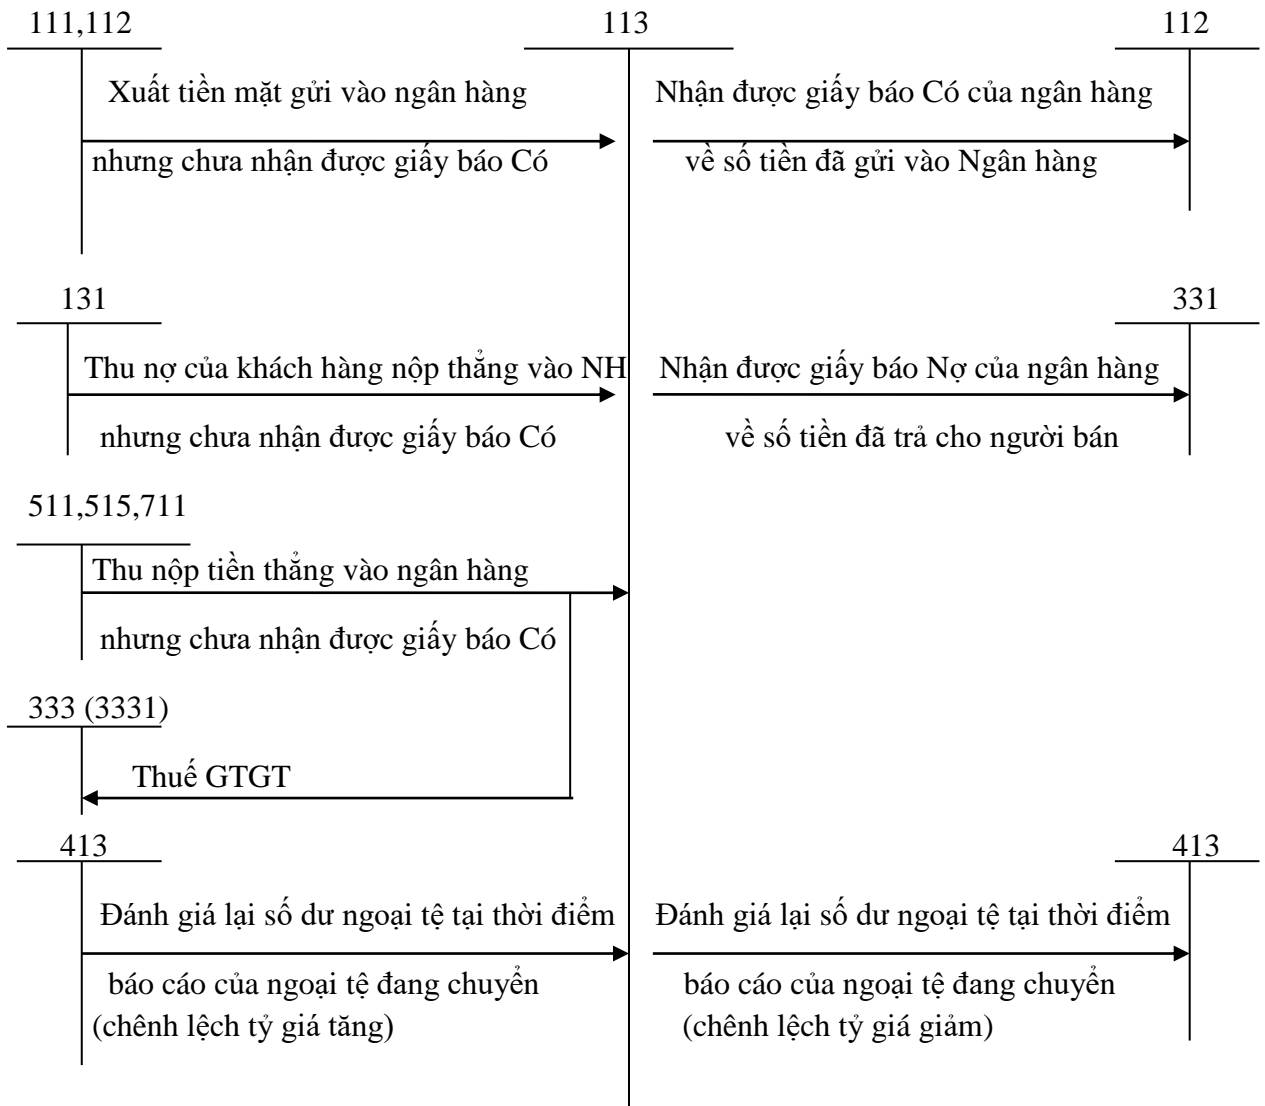 111,112
113
112
Xuất tiền mặt gửi vào ngân hàng
nhưng chưa nhận được giấy báo Có
Nhận được giấy báo Có của ngân hàng
về số tiền đã gửi vào Ngân hàng
131
331
Thu nợ của khách hàng nộp thẳng vào NH
nhưng chưa nhận được giấy báo Có
Nhận được giấy báo Nợ của ngân hàng
về số tiền đã trả cho người bán
511,515,711
Thu nộp tiền thẳng vào ngân hàng
nhưng chưa nhận được giấy báo Có
333 (3331)
Thuế GTGT
413
413
Đánh giá lại số dư ngoại tệ tại thời điểm
báo cáo của ngoại tệ đang chuyển
(chênh lệch tỷ giá tăng)
Đánh giá lại số dư ngoại tệ tại thời điểm
báo cáo của ngoại tệ đang chuyển
(chênh lệch tỷ giá giảm)